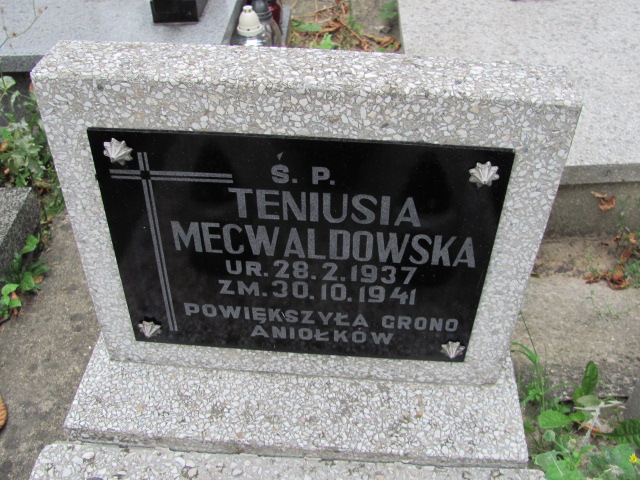 Ś. P.
TENIUSIA
MECWALDOWSKA
UR. 28.2.1937
ZM. 30.10.1941
POWIĘKSZYŁA GRONO
ANIOŁKÓW